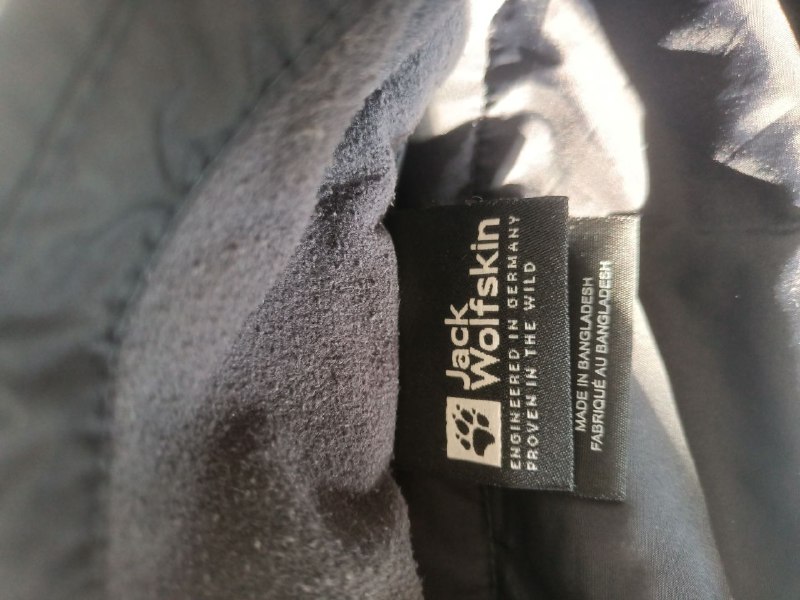 Jack
Wolfskin
ENGINEERED IN GERMANY
PROVEN IN THE WILD
MADE IN BANGLADESH
FABRIQUÉ AU BANGLADESH